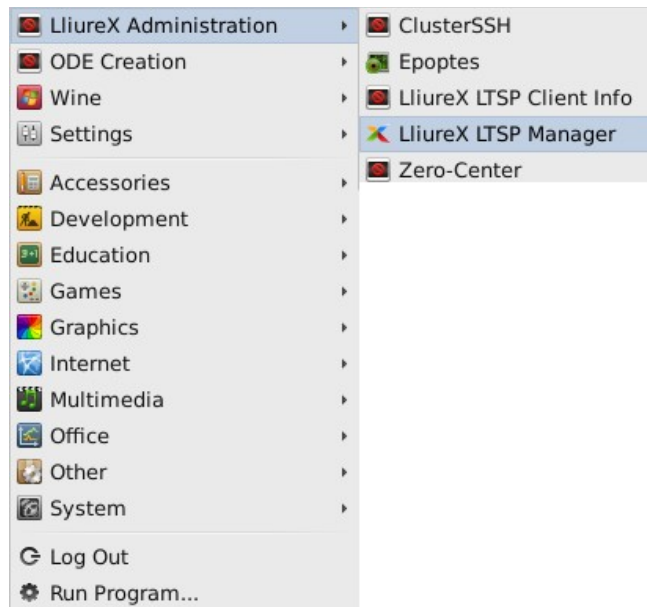 LliureX Administration
ODE Creation
Wine
Settings
Accessories
Development
Education
Games
Graphics
Internet
Multimedia
Office
Other
System
Log Out
Run Program...
ClusterSSH
Epoptes
LliureX LTSP Client Info
LliureX LTSP Manager
Zero-Center